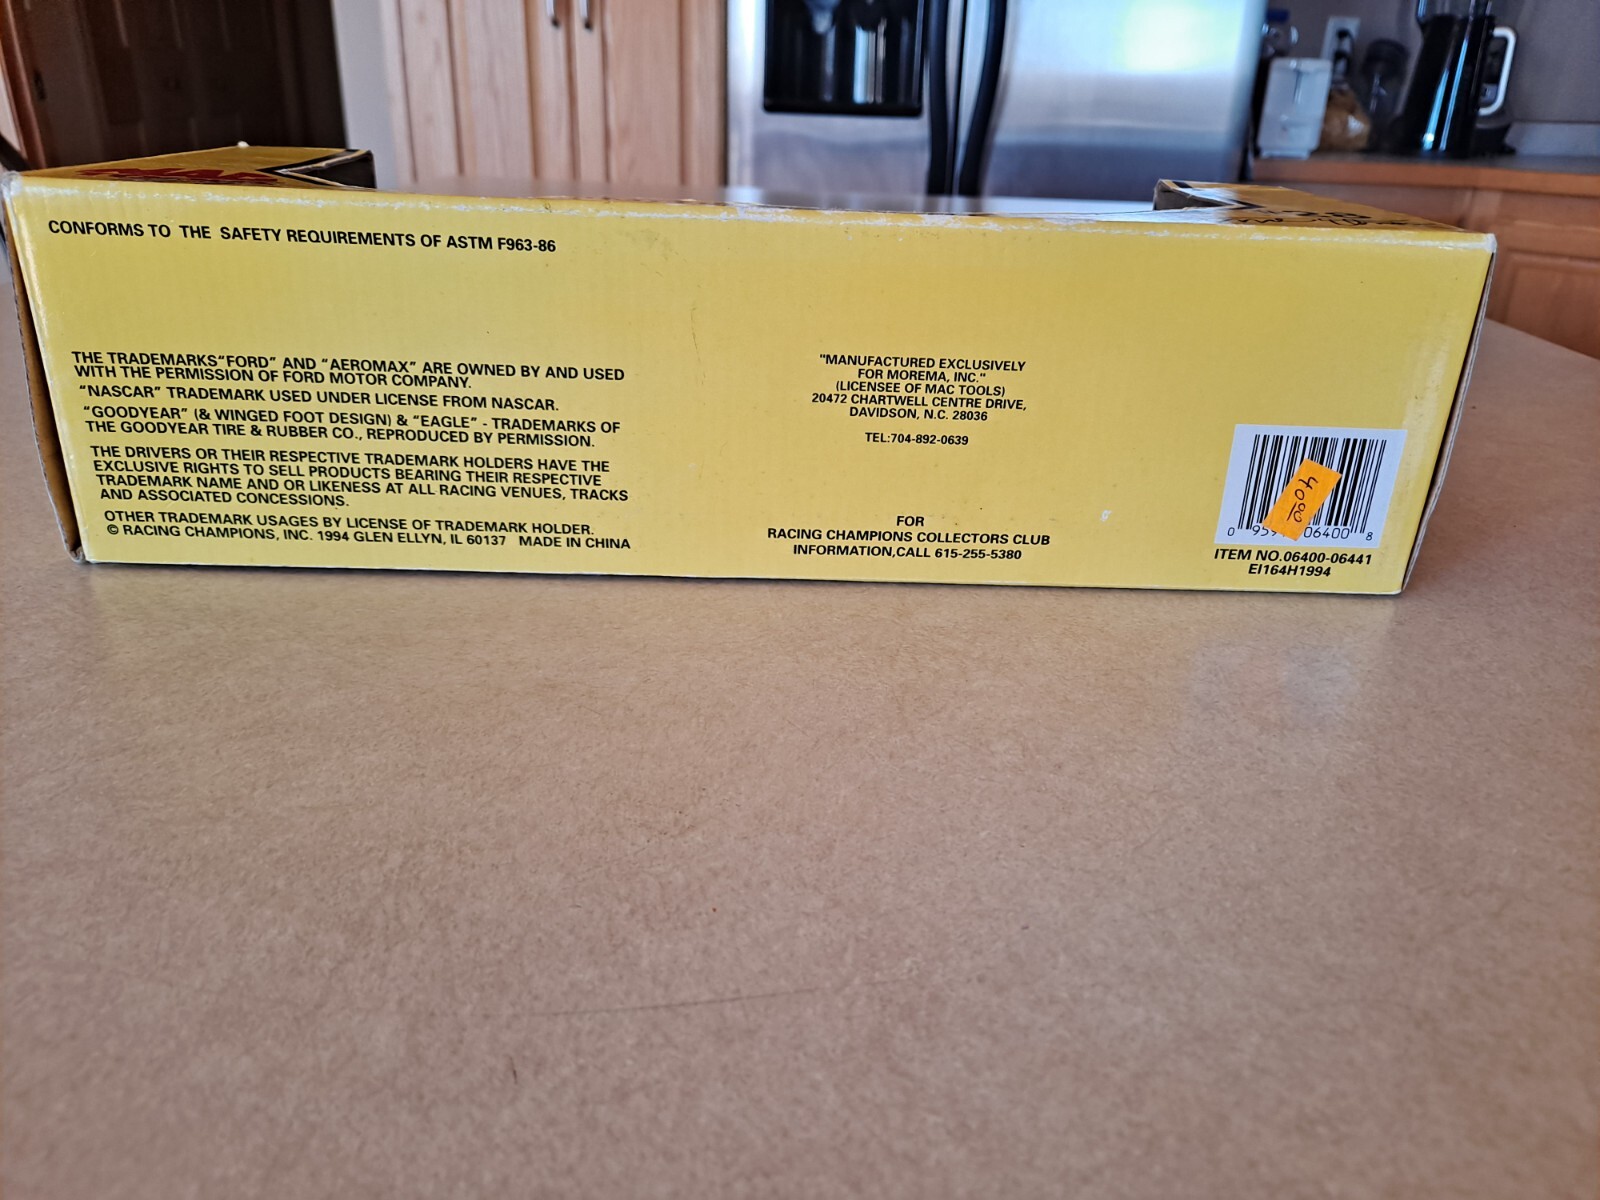 CONFORMS TO THE SAFETY REQUIREMENTS OF ASTM F963-86
THE TRADEMARKS "FORD" AND "AEROMAX" ARE OWNED BY AND USED
WITH THE PERMISSION OF FORD MOTOR COMPANY.
"NASCAR" TRADEMARK USED UNDER LICENSE FROM NASCAR.
"GOODYEAR" (& WINGED FOOT DESIGN) & "EAGLE" - TRADEMARKS OF
THE GOODYEAR TIRE & RUBBER CO., REPRODUCED BY PERMISSION.
THE DRIVERS OR THEIR RESPECTIVE TRADEMARK HOLDERS HAVE THE
EXCLUSIVE RIGHTS TO SELL PRODUCTS BEARING THEIR RESPECTIVE
TRADEMARK NAME AND OR LIKENESS AT ALL RACING VENUES, TRACKS
AND ASSOCIATED CONCESSIONS.
OTHER TRADEMARK USAGES BY LICENSE OF TRADEMARK HOLDER.
© RACING CHAMPIONS, INC. 1994 GLEN ELLYN, IL 60137 MADE IN CHINA
"MANUFACTURED EXCLUSIVELY
FOR MOREMA, INC."
(LICENSEE OF MAC TOOLS)
20472 CHARTWELL CENTRE DRIVE,
DAVIDSON, N.C. 28036
TEL:704-892-0639
FOR
RACING CHAMPIONS COLLECTORS CLUB
INFORMATION,CALL 615-255-5380
4000
0 06400 8
ITEM NO.06400-06441
EI164H1994